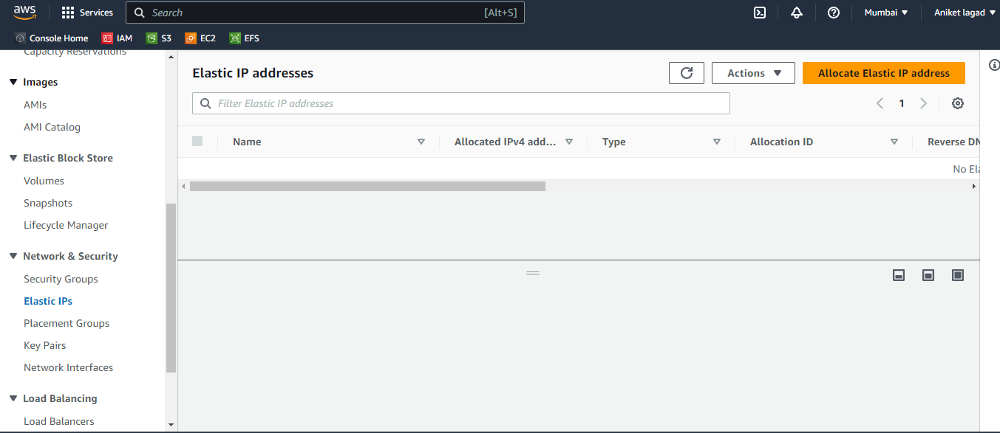 aws
Services
Search
[Alt+S]
Mumbai
Aniket lagad
Console Home
IAM
S3
EC2
EFS
Capacity Reservations
Images
AMIs
AMI Catalog
Elastic Block Store
Volumes
Snapshots
Lifecycle Manager
Network & Security
Security Groups
Elastic IPs
Placement Groups
Key Pairs
Network Interfaces
Load Balancing
Load Balancers
Elastic IP addresses
Actions
Allocate Elastic IP address
Filter Elastic IP addresses
1
Name
Allocated IPv4 add...
Type
Allocation ID
Reverse DN
No Ela